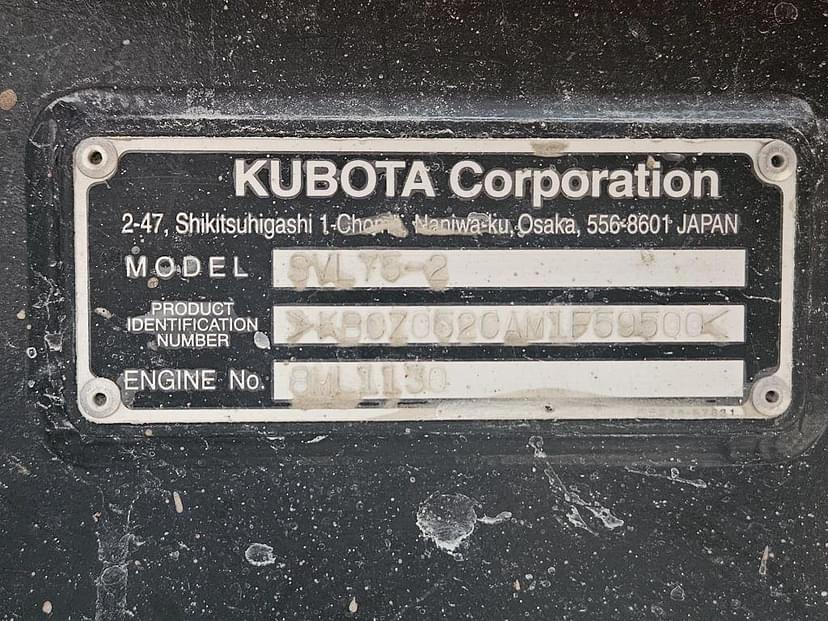 KUBOTA Corporation
2-47, Shikitsuhigashi 1-Chome, Naniwa-ku, Osaka, 556-8601 JAPAN
MODEL SVL75-2
PRODUCT
IDENTIFICATION
NUMBER >KBCZ052CAM1F59500<
ENGINE No. 8ML1130